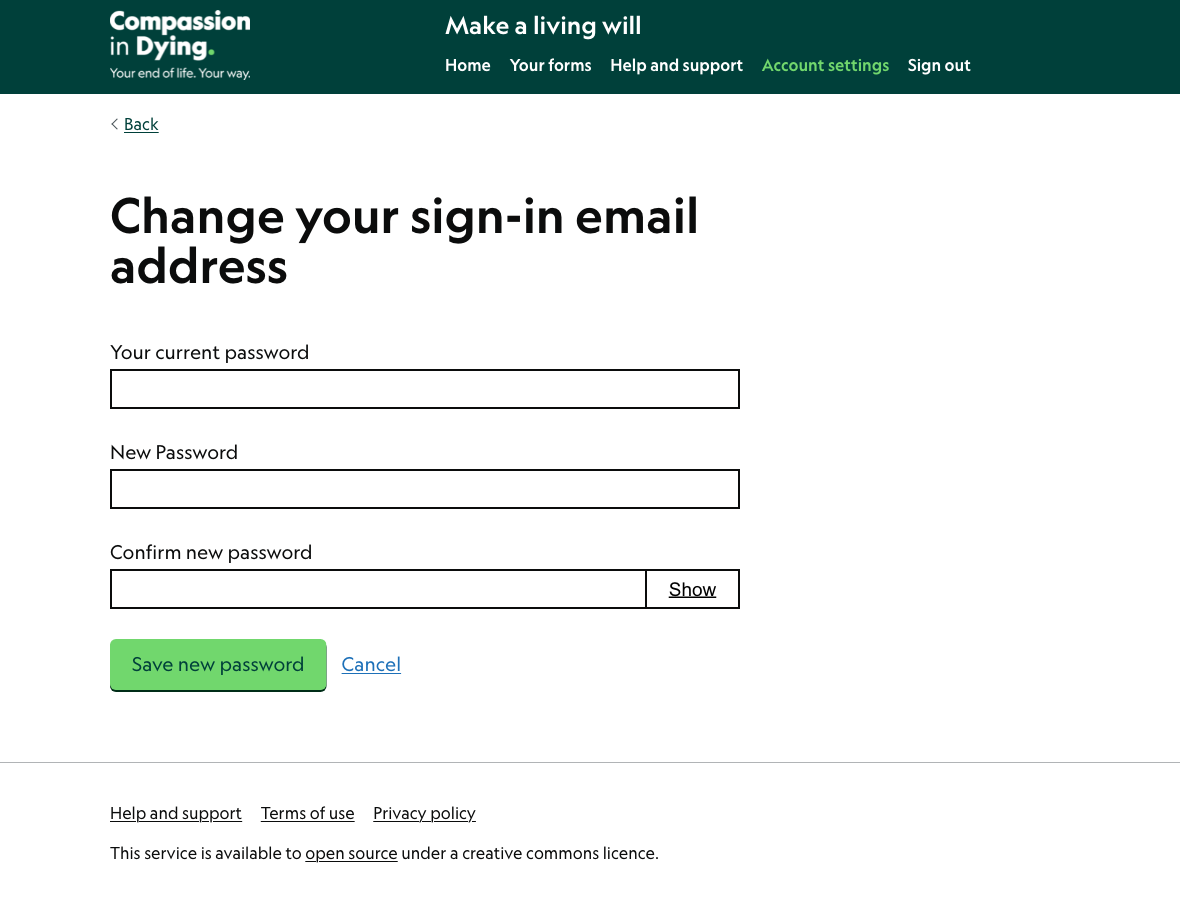 Compassion
in Dying.
Your end of life. Your way.
Make a living will
Home Your forms Help and support Account settings Sign out
Back
Change your sign-in email
address
Your current password
New Password
Confirm new password
Show
Save new password Cancel
Help and support Terms of use Privacy policy
This service is available to open source under a creative commons licence.